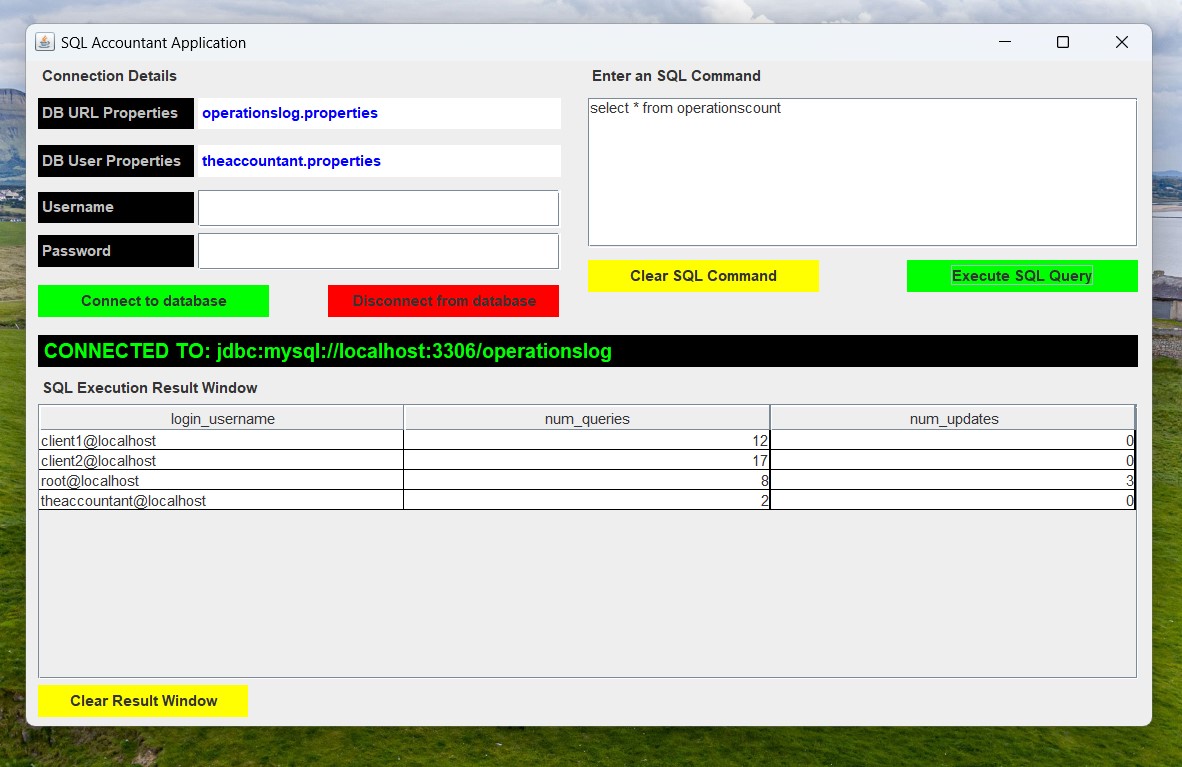 SQL Accountant Application
Connection Details
DB URL Properties operationslog.properties
DB User Properties theaccountant.properties
Username
Password
Connect to database Disconnect from database
Enter an SQL Command
select * from operationscount
Clear SQL Command Execute SQL Query
CONNECTED TO: jdbc:mysql://localhost:3306/operationslog
SQL Execution Result Window
login_username num_queries num_updates
client1@localhost 12 0
client2@localhost 17 0
root@localhost 8 3
theaccountant@localhost 2 0
Clear Result Window